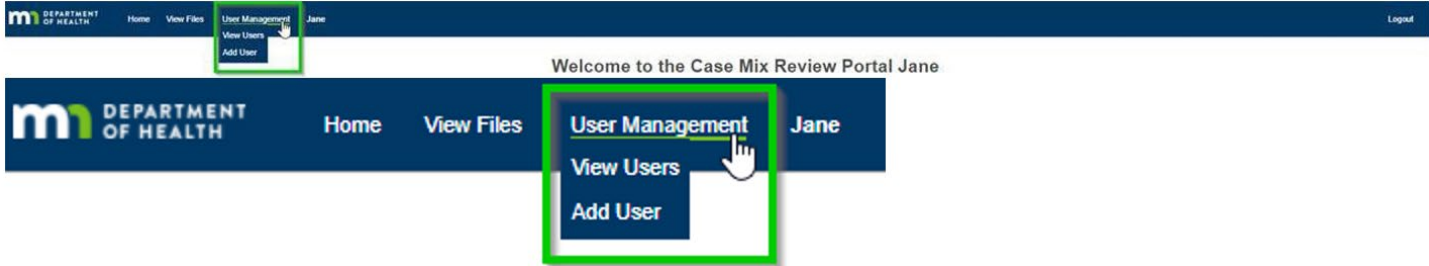 DEPARTMENT
OF HEALTH
Home View Files User Management Jane Logout
View Users
Add User
Welcome to the Case Mix Review Portal Jane
DEPARTMENT
OF HEALTH
Home View Files User Management Jane
View Users
Add User